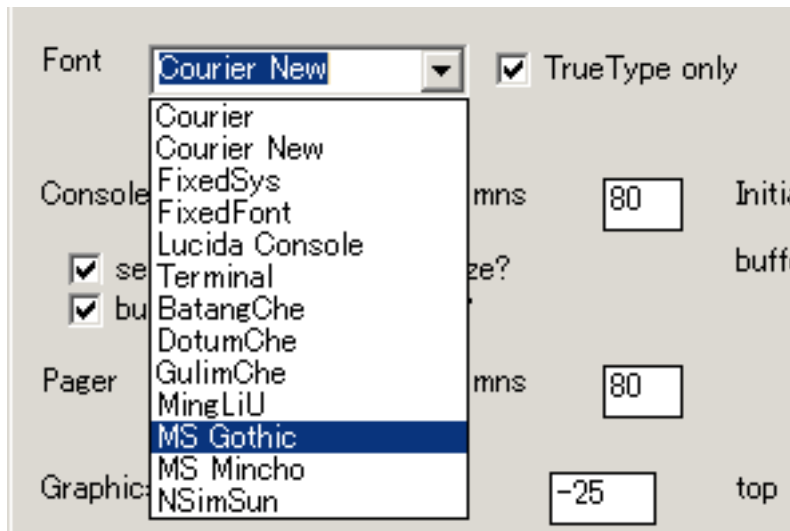 Font Courier New TrueType only
Courier
Courier New
FixedSys
FixedFont
Console mns 80 Initia
Lucida Console
se ze? buffe
Terminal
bu
BatangChe
DotumChe
GulimChe
Pager mns 80
MingLiU
MS Gothic
MS Mincho
Graphics -25 top
NSimSun